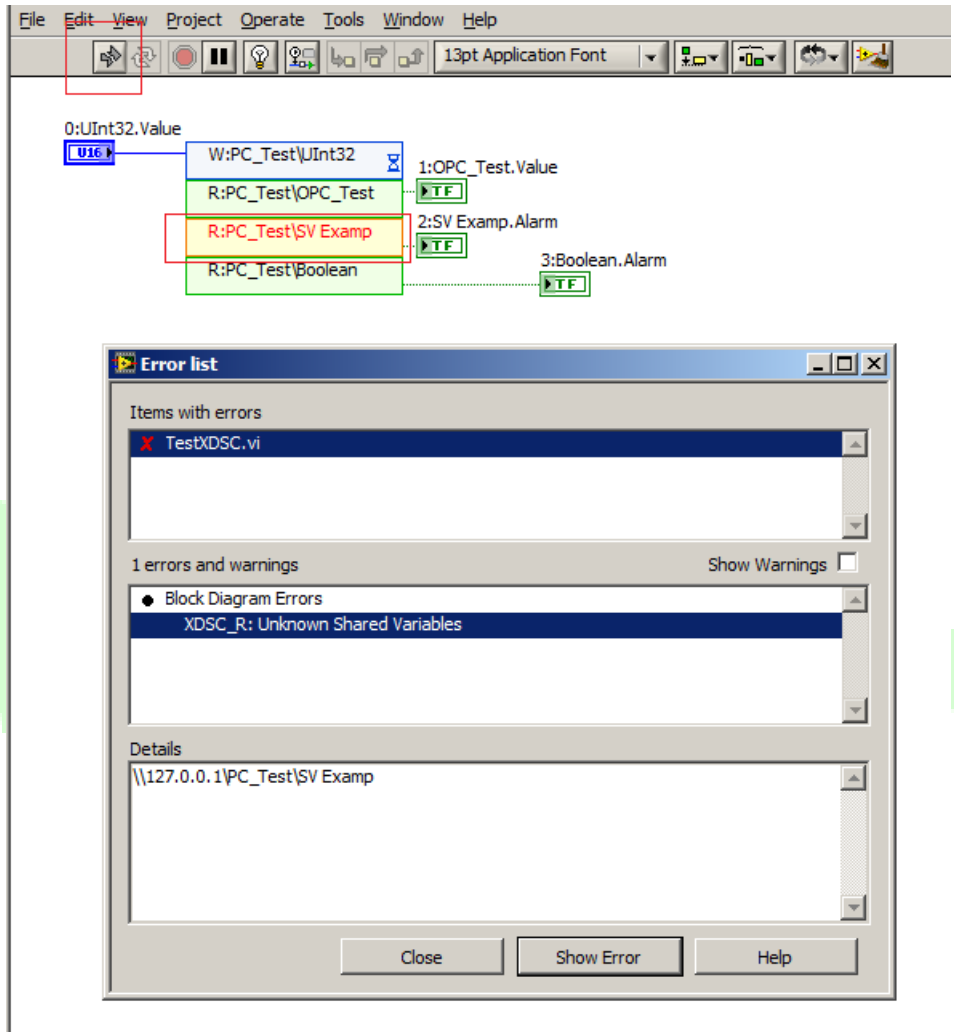 File Edit View Project Operate Tools Window Help
13pt Application Font
0:UInt32.Value
U16
W:PC_Test\UInt32
1:OPC_Test.Value
R:PC_Test\OPC_Test
TF
2:SV Examp.Alarm
R:PC_Test\SV Examp
TF
3:Boolean.Alarm
R:PC_Test\Boolean
TF
Error list
Items with errors
TestXDSC.vi
1 errors and warnings
Show Warnings
Block Diagram Errors
XDSC_R: Unknown Shared Variables
Details
\\127.0.0.1\PC_Test\SV Examp
Close Show Error Help